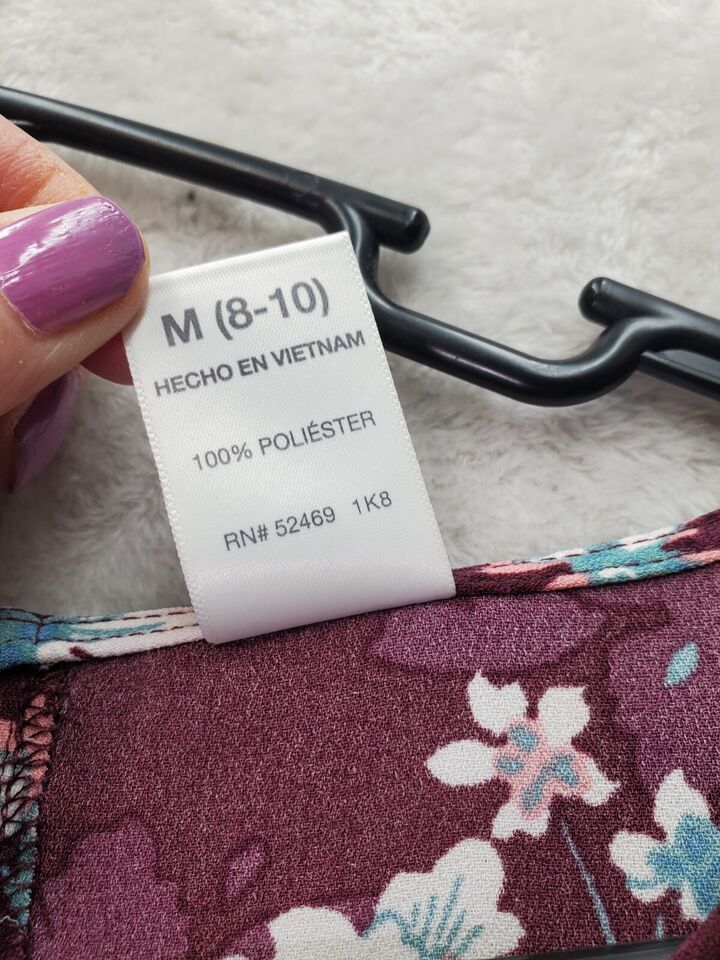 M (8-10)
HECHO EN VIETNAM
100% POLIÉSTER
RN# 52469 1K8